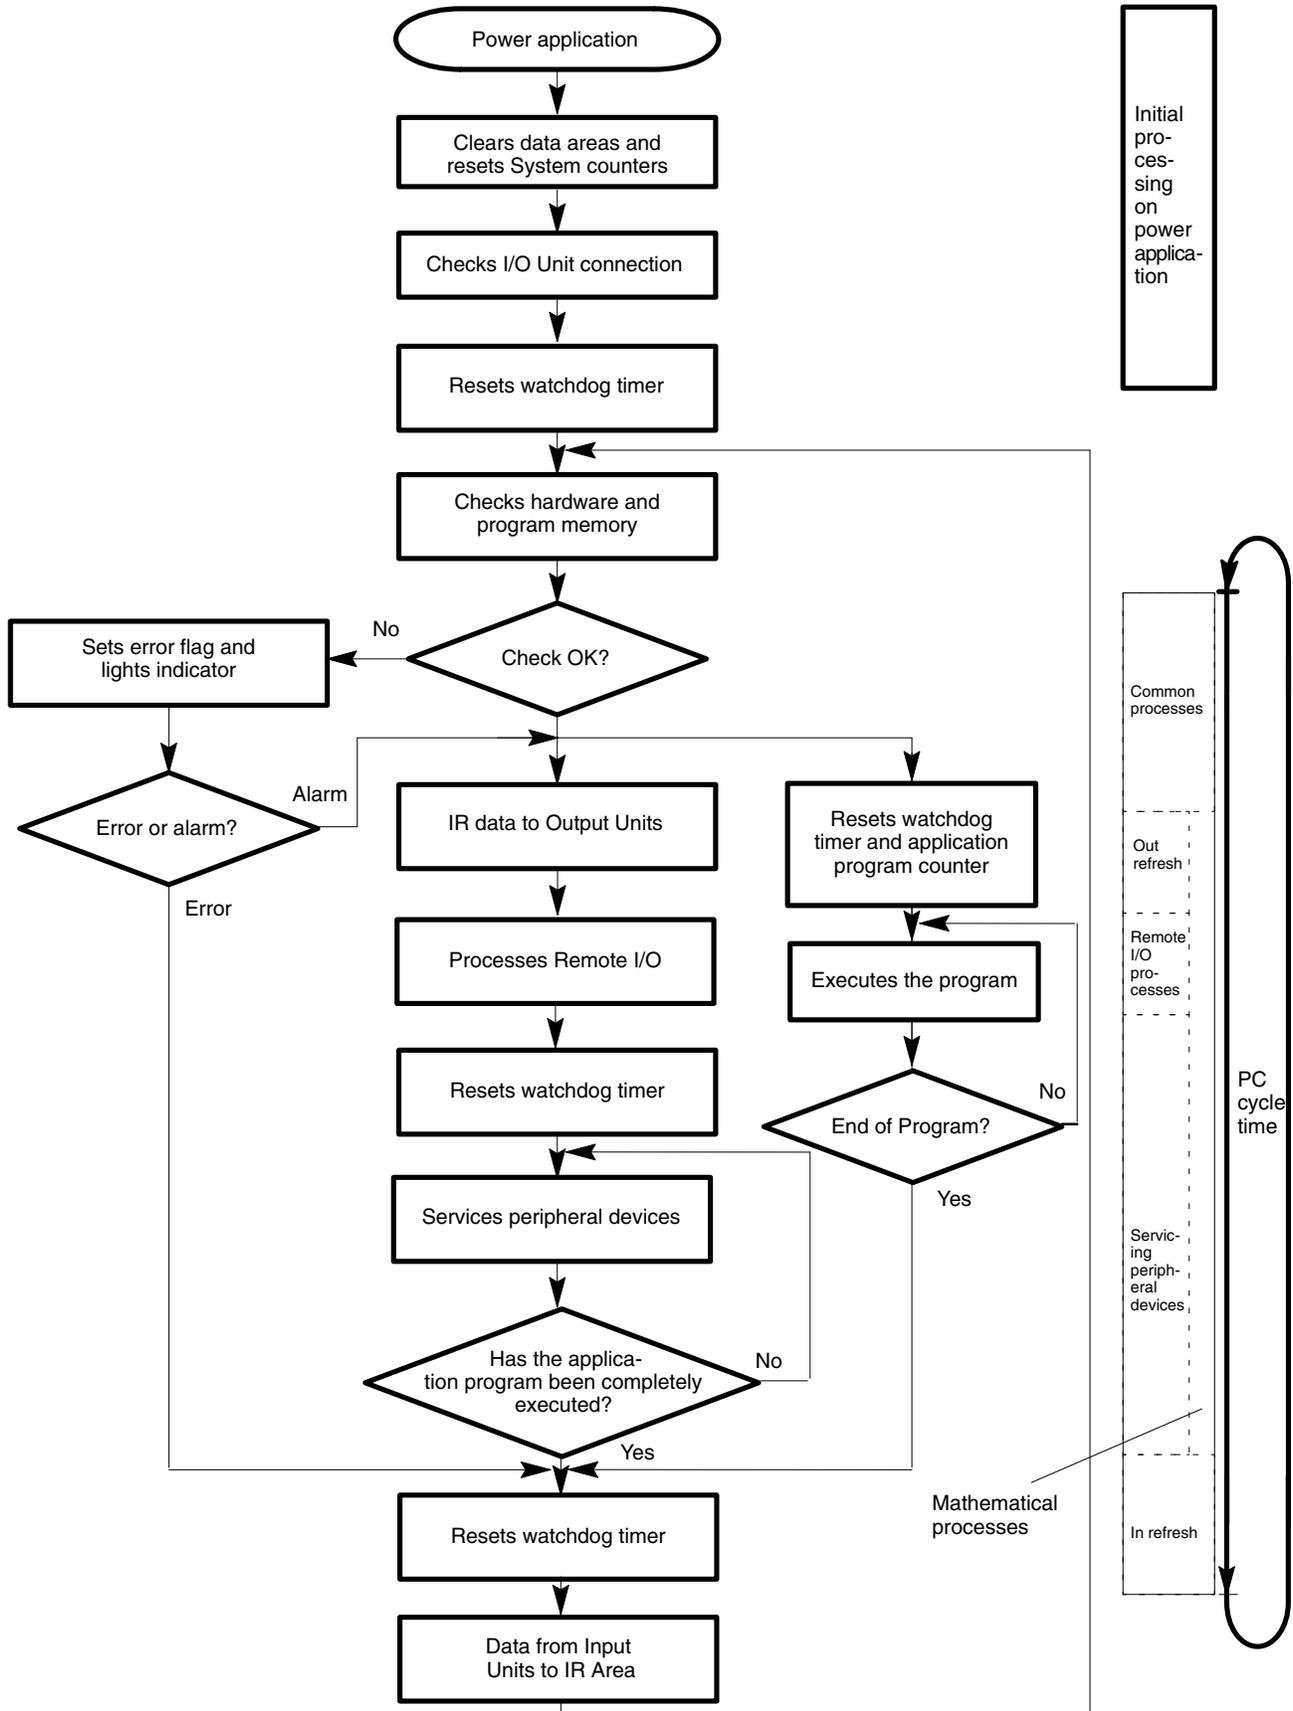 Power application
Clears data areas and
resets System counters
Checks I/O Unit connection
Resets watchdog timer
Checks hardware and
program memory
Check OK?
No
Sets error flag and
lights indicator
Error or alarm?
Alarm
Error
IR data to Output Units
Processes Remote I/O
Resets watchdog timer
Services peripheral devices
Has the applica-
tion program been completely
executed?
No
Yes
Resets watchdog
timer and application
program counter
Executes the program
End of Program?
No
Yes
Resets watchdog timer
Data from Input
Units to IR Area
Initial
pro-
ces-
sing
on
power
applica-
tion
Common
processes
Out
refresh
Remote
I/O
pro-
cesses
Servic-
ing
periph-
eral
devices
Mathematical
processes
In refresh
PC
cycle
time